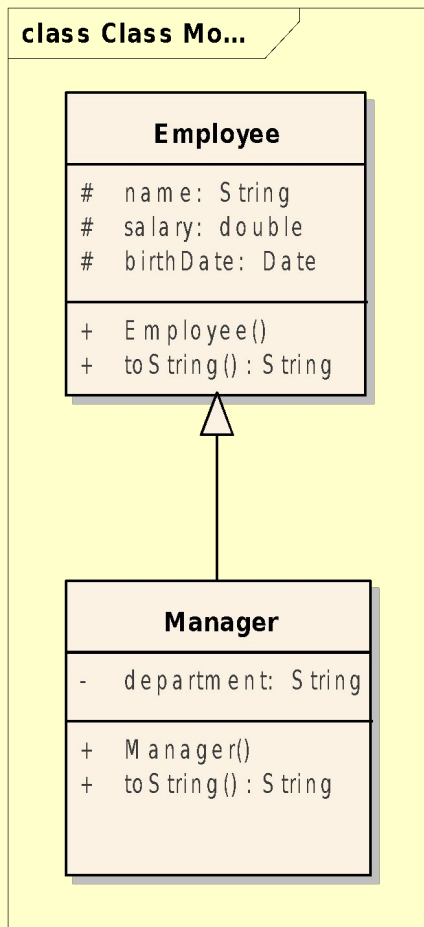 class Class Mo...
Employee
# name: String
# salary: double
# birthDate: Date
+ Employee()
+ toString() : String
Manager
- department: String
+ Manager()
+ toString() : String